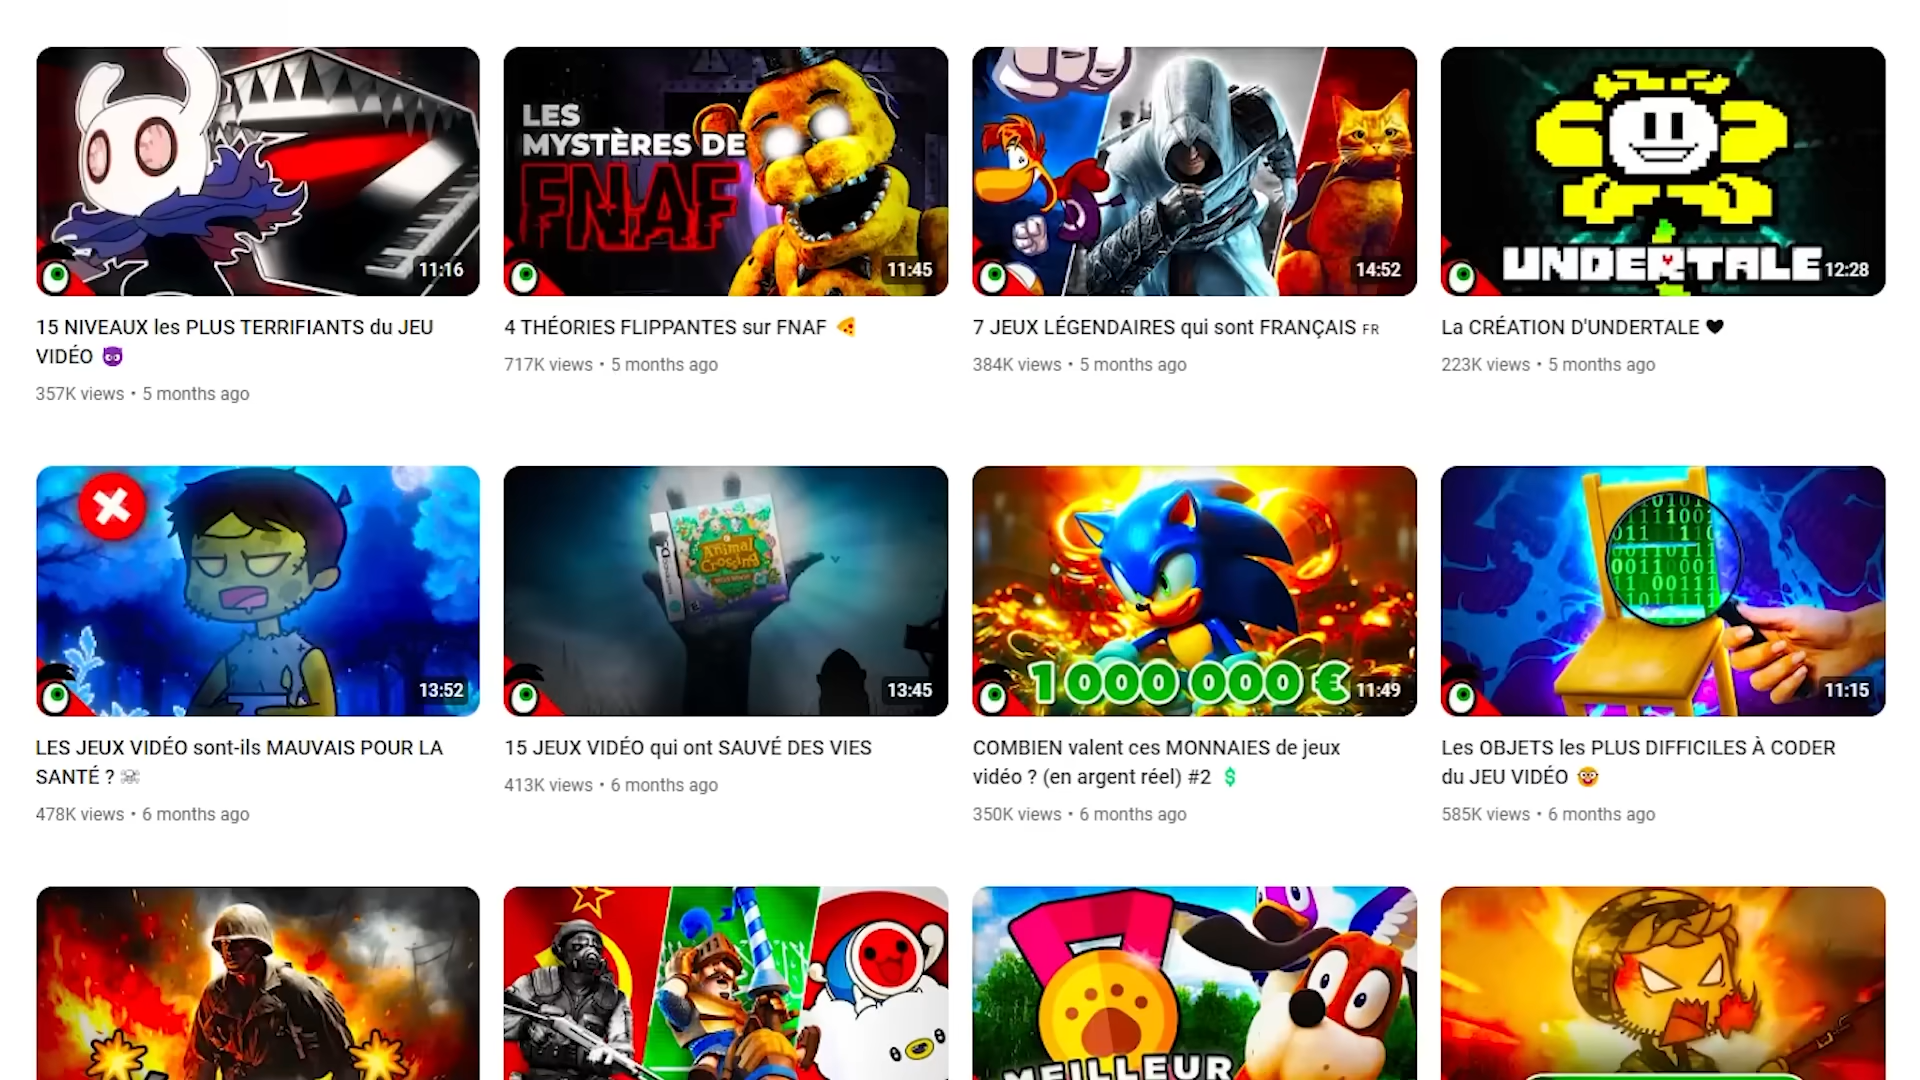 LES
MYSTÈRES DE
FNAF
UNDERTALE
11:16
11:45
14:52
12:28
15 NIVEAUX les PLUS TERRIFIANTS du JEU
VIDÉO 😈
357K views • 5 months ago
4 THÉORIES FLIPPANTES sur FNAF 🍕
717K views • 5 months ago
7 JEUX LÉGENDAIRES qui sont FRANÇAIS FR
384K views • 5 months ago
La CRÉATION D'UNDERTALE 🖤
223K views • 5 months ago
Animal
Crossing
1 000 000 €
13:52
13:45
11:49
11:15
LES JEUX VIDÉO sont-ils MAUVAIS POUR LA
SANTÉ ? ☠
478K views • 6 months ago
15 JEUX VIDÉO qui ont SAUVÉ DES VIES
413K views • 6 months ago
COMBIEN valent ces MONNAIES de jeux
vidéo ? (en argent réel) #2 💲
350K views • 6 months ago
Les OBJETS les PLUS DIFFICILES À CODER
du JEU VIDÉO 🤓
585K views • 6 months ago
MEILLEUR